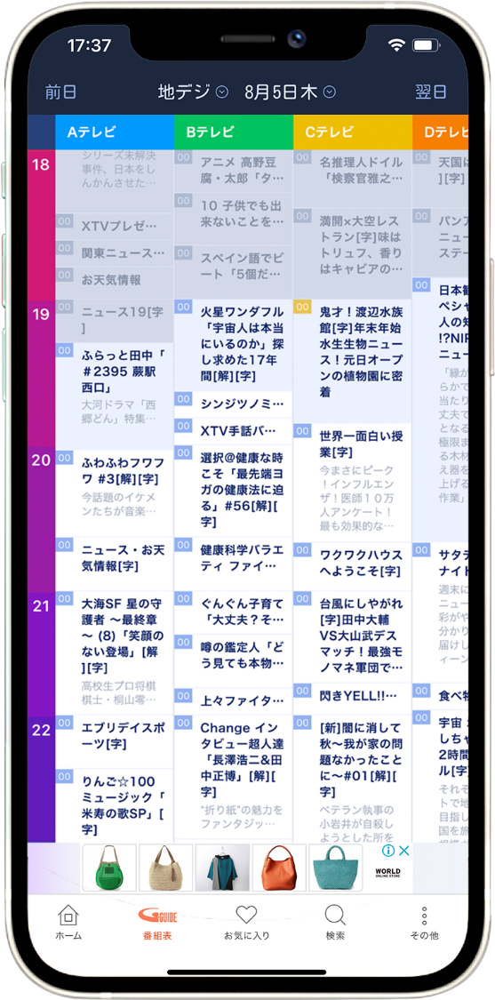 17:37
前日
地デジ
8月5日木
翌日
Aテレビ
Bテレビ
Cテレビ
Dテレビ
18
シリーズ未解決
事件、日本をし
んかんさせた…
00
XTVプレゼ…
00
関東ニュース…
00
お天気情報
19
00
ニュース19[字
]
00
ふらっと田中「
#2395 蕨駅
西口」
大河ドラマ「西
郷どん」特集…
20
00
ふわふわフワフ
ワ #3[解][字]
今話題のイケメ
ンたちが音楽…
00
ニュース・お天
気情報[字]
21
00
大海SF 星の守
護者 〜最終章
〜 (8)「笑顔の
ない登場」[解
][字]
高校生プロ将棋
棋士・桐山零…
22
00
エブリデイスポ
ーツ[字]
00
りんご☆100
ミュージック「
米寿の歌SP」[
字]
00
アニメ 高野豆
腐・太郎「タ…
00
10 子供でも出
来ないことを…
00
スペイン語でビ
ート「5個だ…
00
火星ワンダフル
「宇宙人は本当
にいるのか」探
し求めた17年
間[解][字]
00
シンジツノミ…
00
XTV手話バ…
00
選択@健康な時
こそ「最先端ヨ
ガの健康法に迫
る」#56[解][
字]
00
健康科学バラエ
ティ ファイ…
00
ぐんぐん子育て
「大丈夫？そ…
00
噂の鑑定人「ど
う見ても本物…
00
上々ファイタ…
00
Change イン
タビュー超人達
「長澤浩二&田
中正博」[解][
字]
“折り紙”の魅力を
ファンタジッ…
00
名推理人ドイル
「検察官雅之…
00
満開×大空レス
トラン[字]味は
トリュフ、香り
はキャビアの…
00
鬼才！渡辺水族
館[字]年末年始
水生生物ニュー
ス！元日オープ
ンの植物園に密
着
00
世界一面白い授
業[字]
今まさにピーク
！インフルエン
ザ！医師１０万
人アンケート！
最も効果的な…
00
ワクワクハウス
へようこそ[字]
00
台風にしやがれ
[字]田中大輔
VS大山武デス
マッチ！最強モ
ノマネ軍団で…
00
閃きYELL!!…
00
[新]闇に消して
秋〜我が家の問
題なかったこと
に〜#01[解][
字]
ベテラン執事の
小岩井が自殺し
ようとした所を
00
天国に
][字]
00
バンア
ニュー
ステー
00
日本観
ペシャ
人の知
!?NIP
ニュー
「縁が
らかで
当たり
丈夫で
となる
極限ま
る木材
え器を
上げる
作業」
00
サタデ
ナイト
週末に
ニュー
彩がや
分かり
届けし
ィーン
00
食べ物
00
宇宙
しちゃ
2時間
ル[字]
それそ
トで地
目指し
国を旅
WORLD
ONLINE STORE
ホーム
G GUIDE
番組表
お気に入り
検索
その他